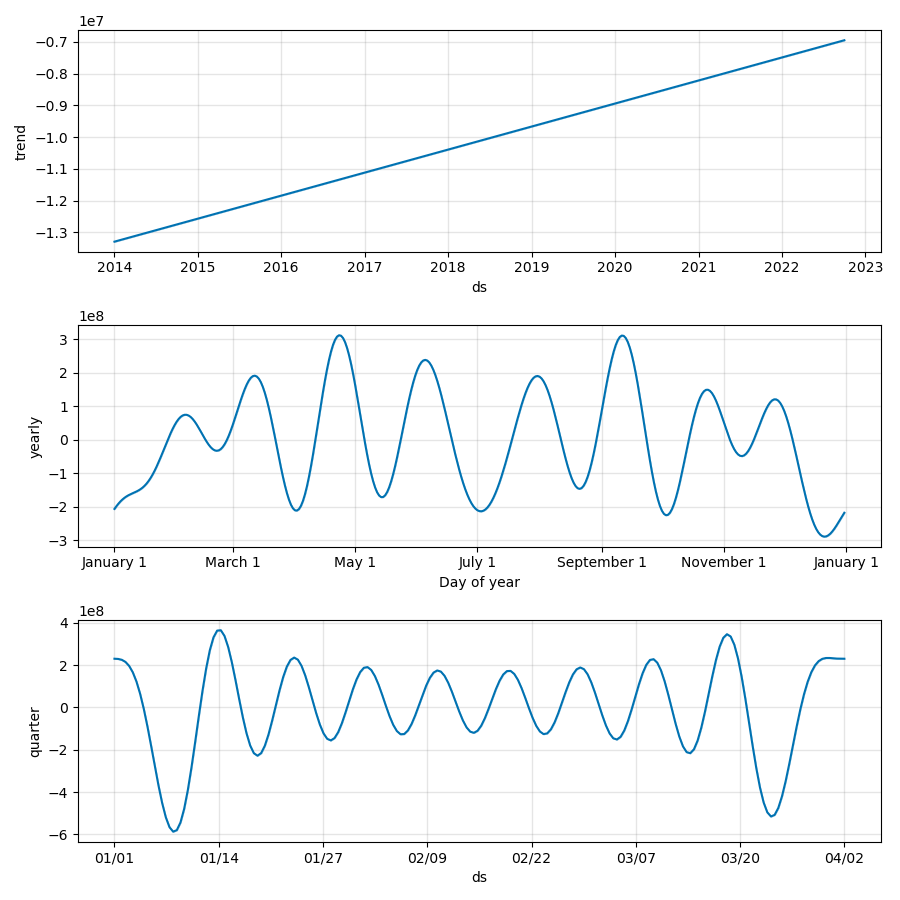 1e7
−0.7
−0.8
−0.9
−1.0
−1.1
−1.2
−1.3
trend
2014 2015 2016 2017 2018 2019 2020 2021 2022 2023
ds
1e8
3
2
1
0
−1
−2
−3
yearly
January 1 March 1 May 1 July 1 September 1 November 1 January 1
Day of year
1e8
4
2
0
−2
−4
−6
quarter
01/01 01/14 01/27 02/09 02/22 03/07 03/20 04/02
ds